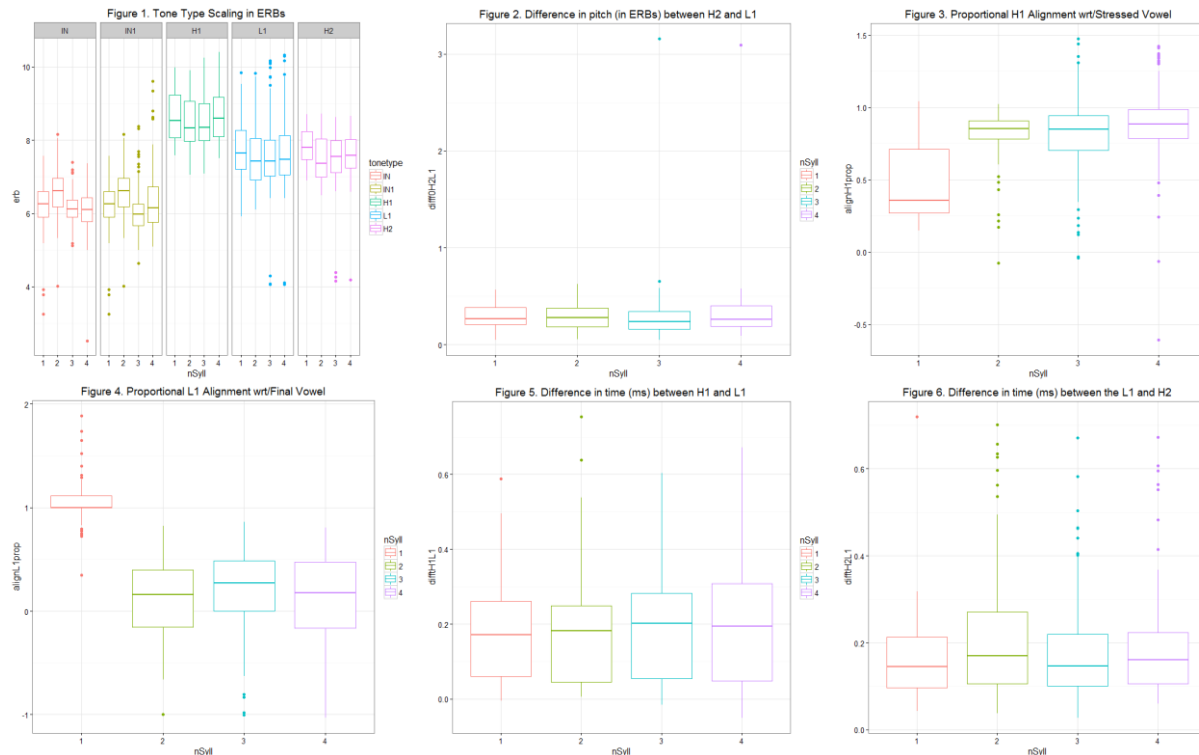 Figure 1. Tone Type Scaling in ERBs
IN IN1 H1 L1 H2
erb
10
8
6
4
1 2 3 4 1 2 3 4 1 2 3 4 1 2 3 4 1 2 3 4
nSyll
tonetype
IN
IN1
H1
L1
H2
Figure 2. Difference in pitch (in ERBs) between H2 and L1
difff0H2L1
3
2
1
0
1 2 3 4
nSyll
nSyll
1
2
3
4
Figure 3. Proportional H1 Alignment wrt/Stressed Vowel
alignH1prop
1.5
1.0
0.5
0.0
-0.5
1 2 3 4
nSyll
Figure 4. Proportional L1 Alignment wrt/Final Vowel
alignL1prop
2
1
0
-1
1 2 3 4
nSyll
nSyll
1
2
3
4
Figure 5. Difference in time (ms) between H1 and L1
difftH1L1
0.6
0.4
0.2
0.0
1 2 3 4
nSyll
nSyll
1
2
3
4
Figure 6. Difference in time (ms) between the L1 and H2
difftH2L1
0.6
0.4
0.2
0.0
1 2 3 4
nSyll